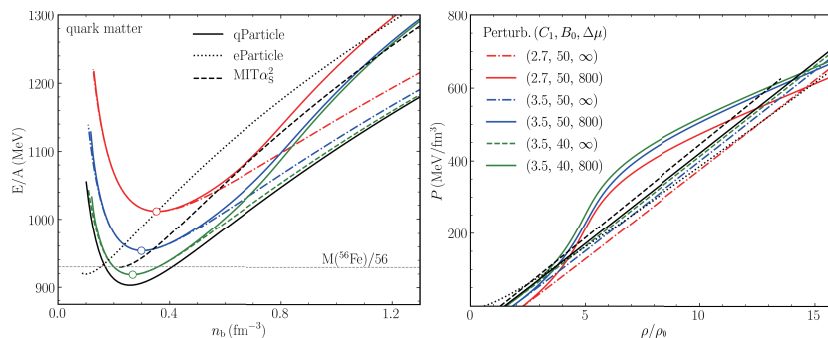 quark matter
qParticle
eParticle
MITα_S^2
M(^56Fe)/56
E/A (MeV)
1300
1200
1100
1000
900
0.0 0.4 0.8 1.2
n_b (fm^−3)
Perturb. (C_1, B_0, Δμ)
(2.7, 50, ∞)
(2.7, 50, 800)
(3.5, 50, ∞)
(3.5, 50, 800)
(3.5, 40, ∞)
(3.5, 40, 800)
P (MeV/fm^3)
800
600
400
200
0
0 5 10 15
ρ/ρ_0